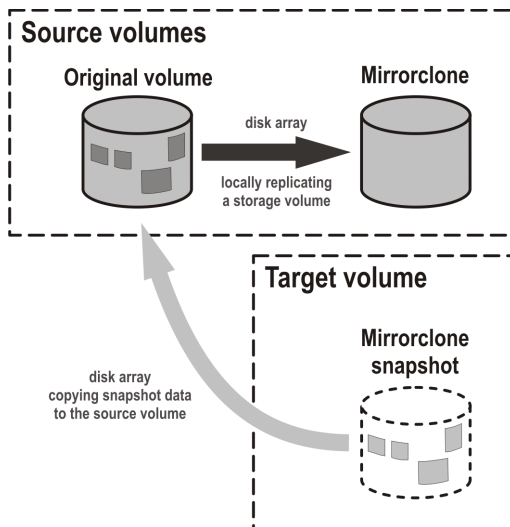 Source volumes
Original volume
Mirrorclone
disk array
locally replicating
a storage volume
Target volume
Mirrorclone
snapshot
disk array
copying snapshot data
to the source volume